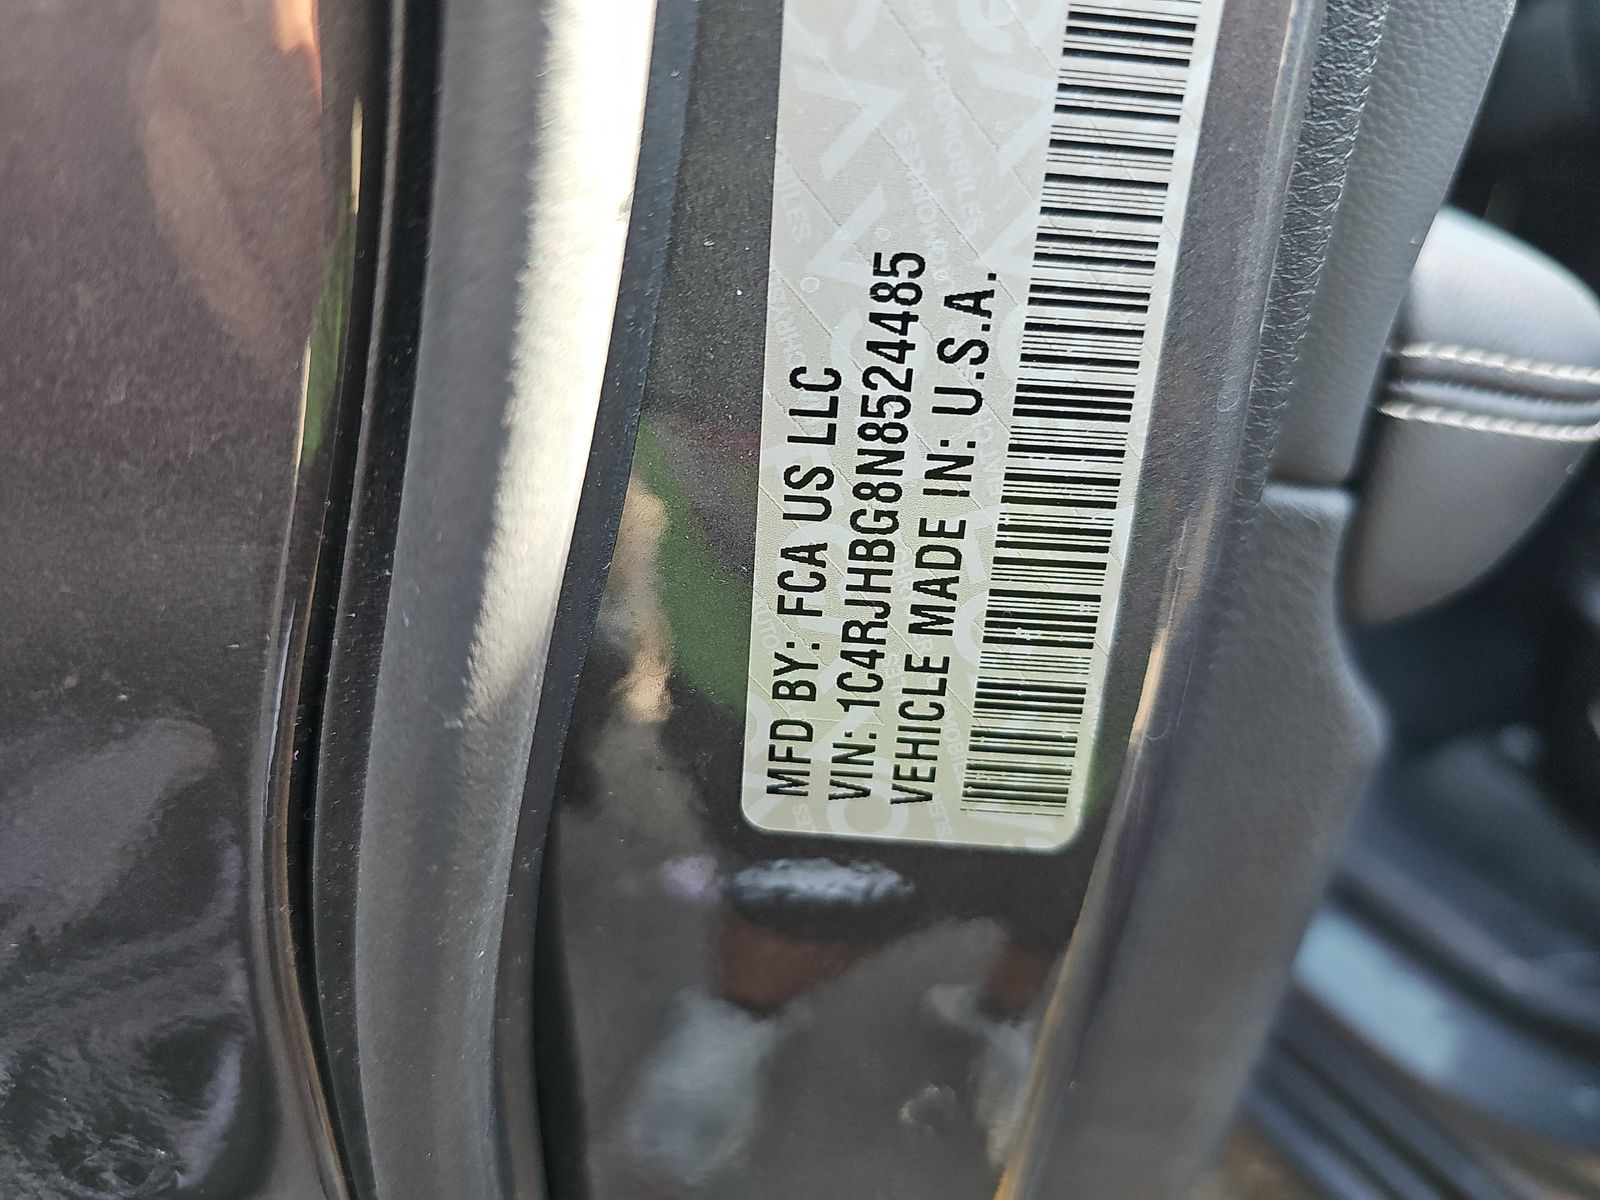 MFD BY: FCA US LLC
VIN: 1C4RJHBG8N8524485
VEHICLE MADE IN: U.S.A.